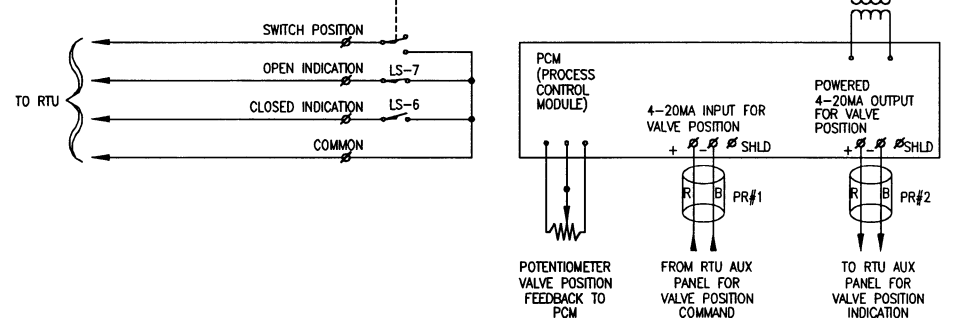 SWITCH POSITION
OPEN INDICATION
LS-7
TO RTU
CLOSED INDICATION
LS-6
COMMON
PCM
(PROCESS
CONTROL
MODULE)
4-20MA INPUT FOR
VALVE POSITION
+ - SHLD
POWERED
4-20MA OUTPUT
FOR VALVE
POSITION
+ - SHLD
R B PR#1
R B PR#2
POTENTIOMETER
VALVE POSITION
FEEDBACK TO
PCM
FROM RTU AUX
PANEL FOR
VALVE POSITION
COMMAND
TO RTU AUX
PANEL FOR
VALVE POSITION
INDICATION